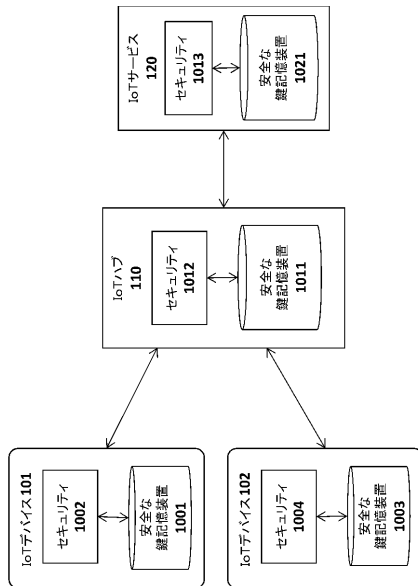 IoTサービス
120
セキュリティ
1013
安全な
鍵記憶装置
1021
IoTハブ
110
セキュリティ
1012
安全な
鍵記憶装置
1011
IoTデバイス101
セキュリティ
1002
安全な
鍵記憶装置
1001
IoTデバイス102
セキュリティ
1004
安全な
鍵記憶装置
1003